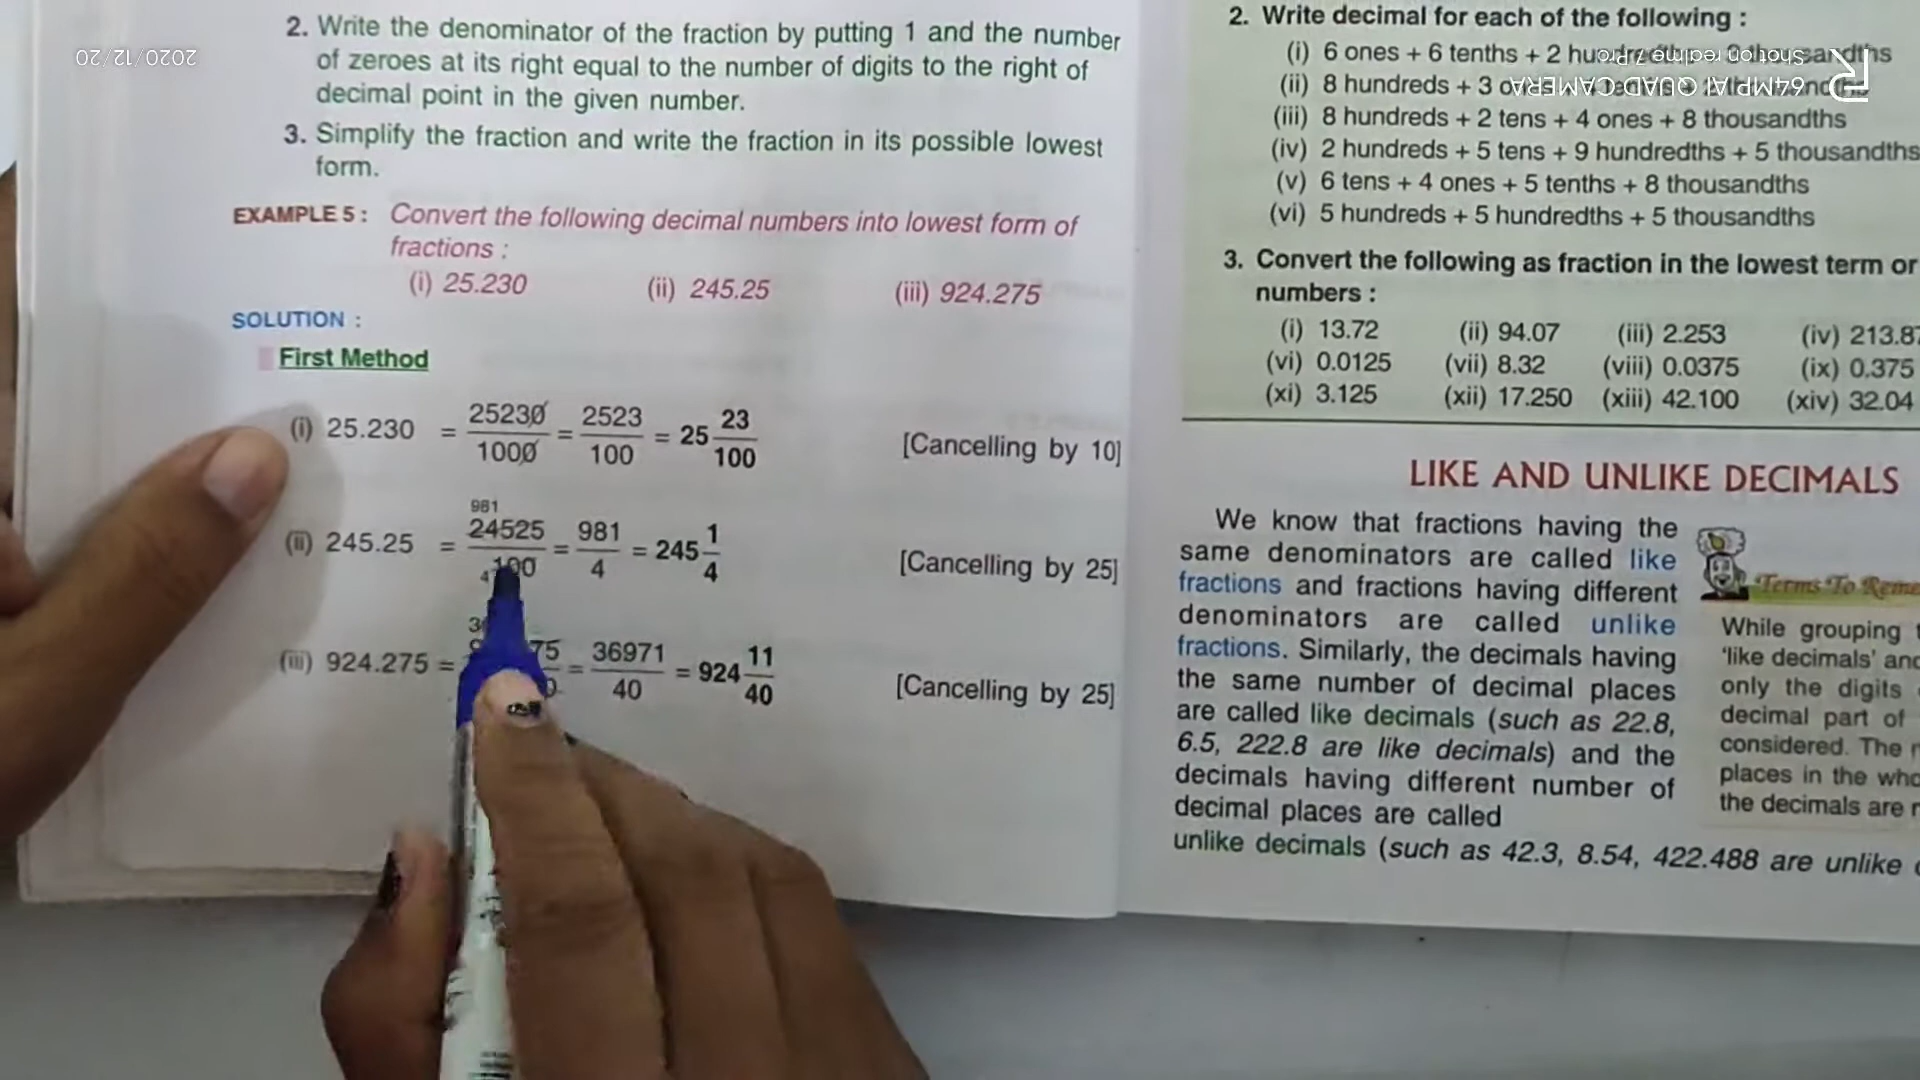 2. Write the denominator of the fraction by putting 1 and the number
of zeroes at its right equal to the number of digits to the right of
decimal point in the given number.
3. Simplify the fraction and write the fraction in its possible lowest
form.
EXAMPLE 5 : Convert the following decimal numbers into lowest form of
fractions :
(i) 25.230 (ii) 245.25 (iii) 924.275
SOLUTION :
First Method
(i) 25.230 = 25230/1000 = 2523/100 = 25 23/100 [Cancelling by 10]
981
(ii) 245.25 = 24525/100 = 981/4 = 245 1/4 [Cancelling by 25]
4
(iii) 924.275 = 36971/40 = 924 11/40 [Cancelling by 25]
2. Write decimal for each of the following :
(i) 6 ones + 6 tenths + 2
(ii) 8 hundreds + 3
(iii) 8 hundreds + 2 tens + 4 ones + 8 thousandths
(iv) 2 hundreds + 5 tens + 9 hundredths + 5 thousandths
(v) 6 tens + 4 ones + 5 tenths + 8 thousandths
(vi) 5 hundreds + 5 hundredths + 5 thousandths
3. Convert the following as fraction in the lowest term or
numbers :
(i) 13.72 (ii) 94.07 (iii) 2.253 (iv) 213.8
(vi) 0.0125 (vii) 8.32 (viii) 0.0375 (ix) 0.375
(xi) 3.125 (xii) 17.250 (xiii) 42.100 (xiv) 32.04
LIKE AND UNLIKE DECIMALS
We know that fractions having the
same denominators are called like
fractions and fractions having different
denominators are called unlike
fractions. Similarly, the decimals having
the same number of decimal places
are called like decimals (such as 22.8,
6.5, 222.8 are like decimals) and the
decimals having different number of
decimal places are called
unlike decimals (such as 42.3, 8.54, 422.488 are unlike
Terms To Reme
While grouping
'like decimals' and
only the digits
decimal part of
considered. The
places in the who
the decimals are
2020/12/20
Shot on realme 7 Pro
64MP AI QUAD CAMERA
R